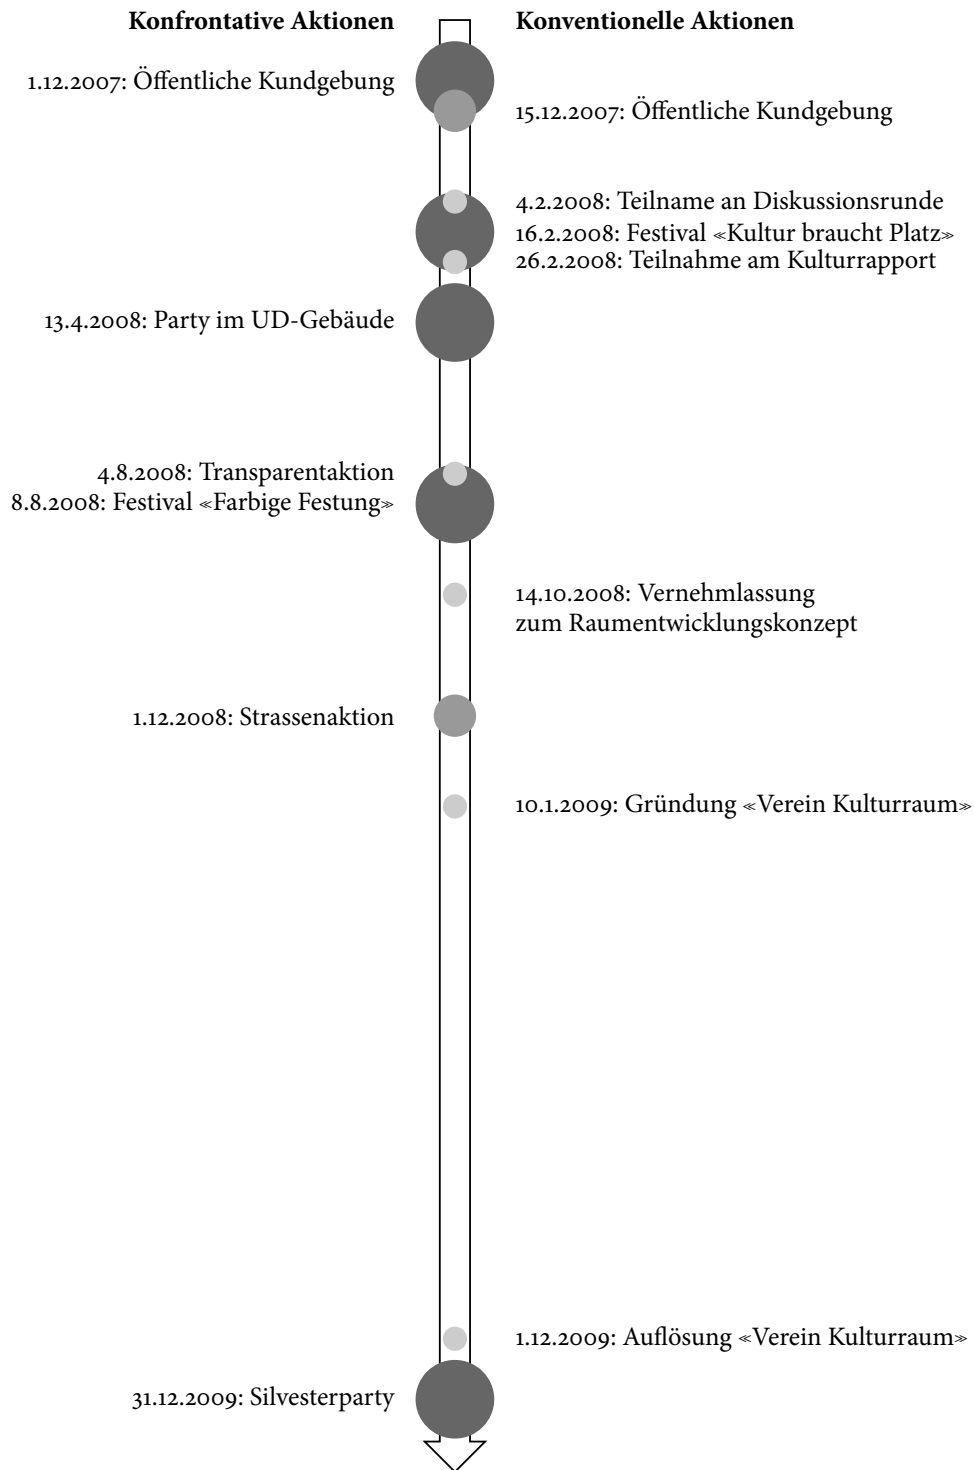 Konfrontative Aktionen
Konventionelle Aktionen
1.12.2007: Öffentliche Kundgebung
15.12.2007: Öffentliche Kundgebung
4.2.2008: Teilname an Diskussionsrunde
16.2.2008: Festival «Kultur braucht Platz»
26.2.2008: Teilnahme am Kulturrapport
13.4.2008: Party im UD-Gebäude
4.8.2008: Transparentaktion
8.8.2008: Festival «Farbige Festung»
14.10.2008: Vernehmlassung
zum Raumentwicklungskonzept
1.12.2008: Strassenaktion
10.1.2009: Gründung «Verein Kulturraum»
1.12.2009: Auflösung «Verein Kulturraum»
31.12.2009: Silvesterparty